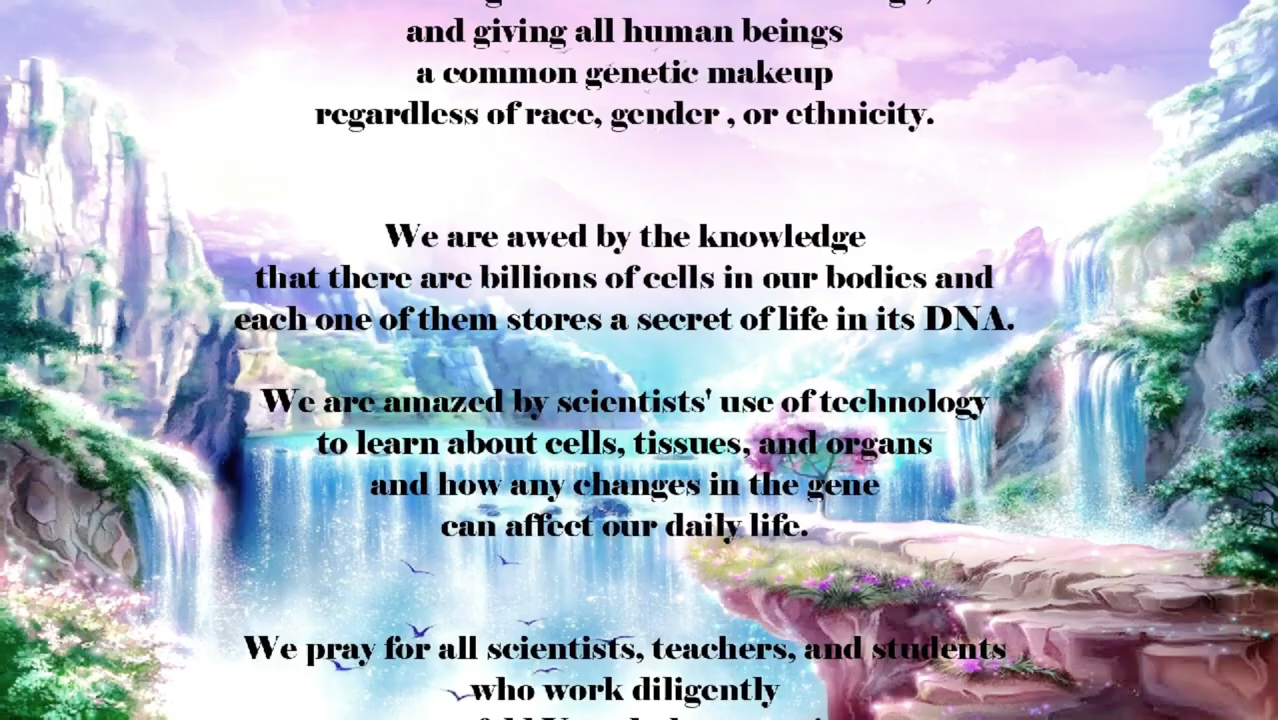 and giving all human beings
a common genetic makeup
regardless of race, gender , or ethnicity.
We are awed by the knowledge
that there are billions of cells in our bodies and
each one of them stores a secret of life in its DNA.
We are amazed by scientists' use of technology
to learn about cells, tissues, and organs
and how any changes in the gene
can affect our daily life.
We pray for all scientists, teachers, and students
who work diligently